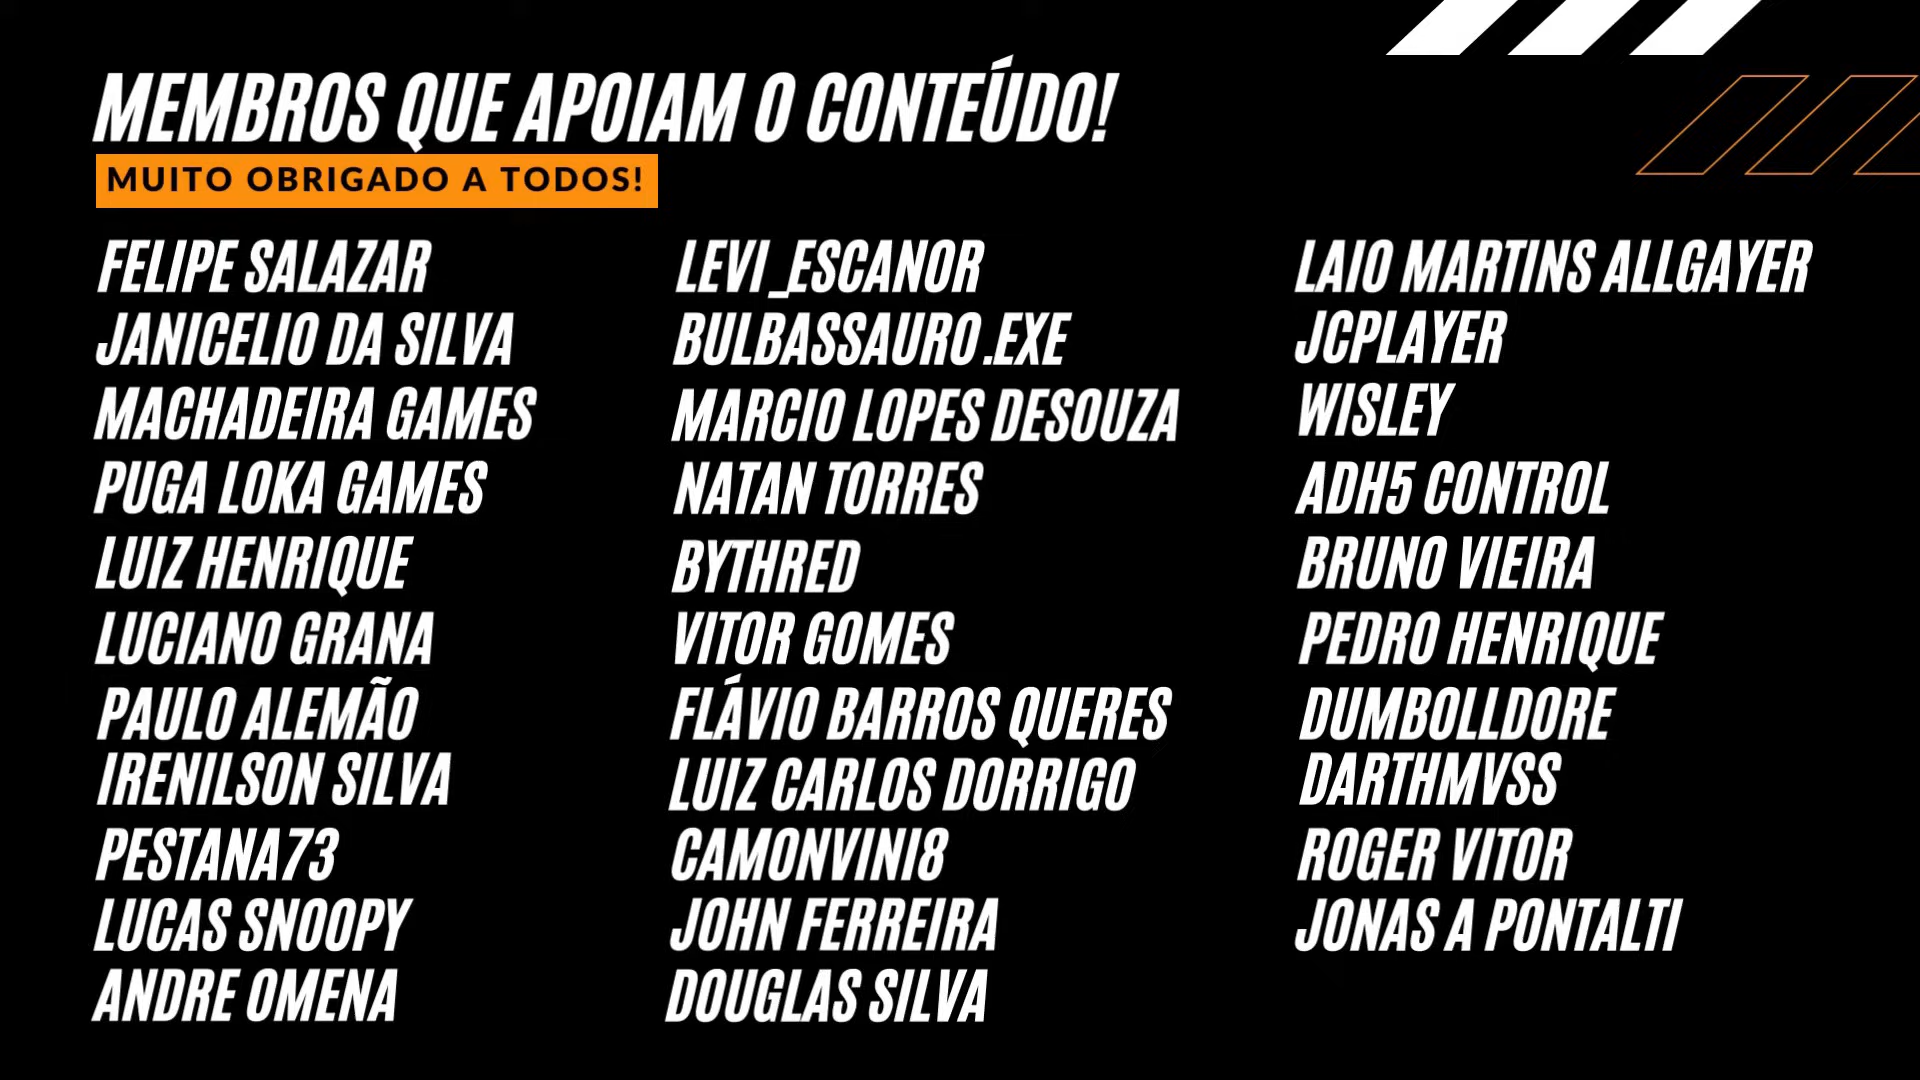 MEMBROS QUE APOIAM O CONTEÚDO!
MUITO OBRIGADO A TODOS!
FELIPE SALAZAR
JANICELIO DA SILVA
MACHADEIRA GAMES
PUGA LOKA GAMES
LUIZ HENRIQUE
LUCIANO GRANA
PAULO ALEMÃO
IRENILSON SILVA
PESTANA73
LUCAS SNOOPY
ANDRE OMENA
LEVI_ESCANOR
BULBASSAURO.EXE
MARCIO LOPES DESOUZA
NATAN TORRES
BYTHRED
VITOR GOMES
FLÁVIO BARROS QUERES
LUIZ CARLOS DORRIGO
CAMONVINI8
JOHN FERREIRA
DOUGLAS SILVA
LAIO MARTINS ALLGAYER
JCPLAYER
WISLEY
ADH5 CONTROL
BRUNO VIEIRA
PEDRO HENRIQUE
DUMBOLLDORE
DARTHMVSS
ROGER VITOR
JONAS A PONTALTI